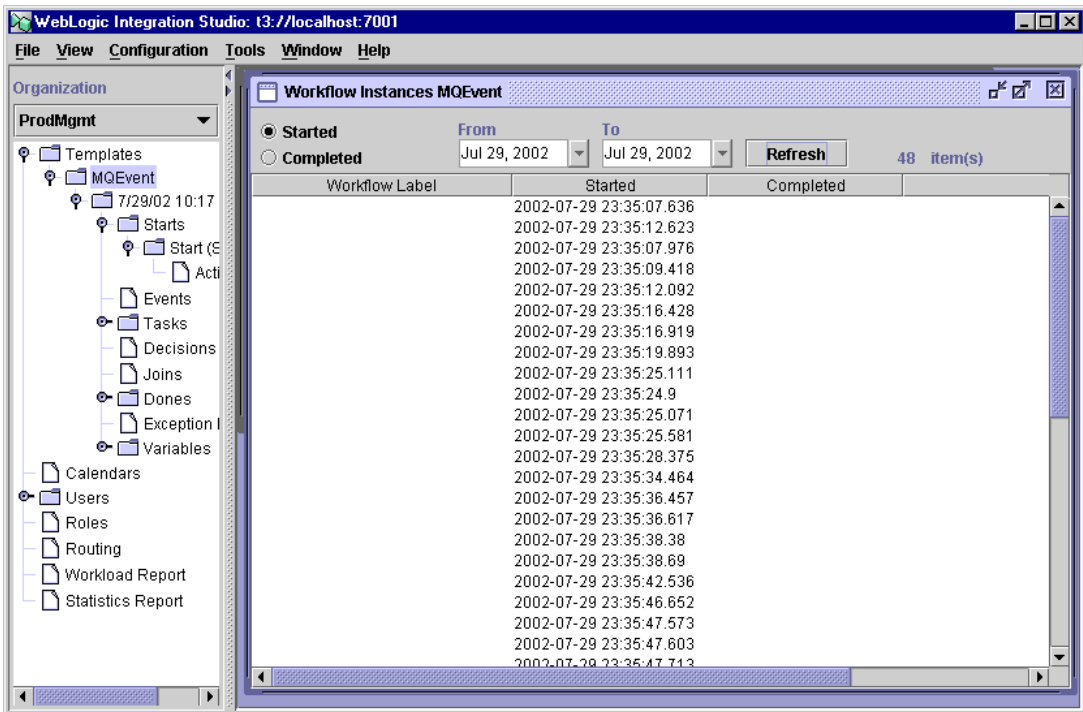 WebLogic Integration Studio: t3://localhost:7001
File View Configuration Tools Window Help
Organization
ProdMgmt
Templates
MQEvent
7/29/02 10:17
Starts
Start (S
Acti
Events
Tasks
Decisions
Joins
Dones
Exception
Variables
Calendars
Users
Roles
Routing
Workload Report
Statistics Report
Workflow Instances MQEvent
Started From To
Completed Jul 29, 2002 Jul 29, 2002 Refresh 48 item(s)
Workflow Label Started Completed
2002-07-29 23:35:07.636
2002-07-29 23:35:12.623
2002-07-29 23:35:07.976
2002-07-29 23:35:09.418
2002-07-29 23:35:12.092
2002-07-29 23:35:16.428
2002-07-29 23:35:16.919
2002-07-29 23:35:19.893
2002-07-29 23:35:25.111
2002-07-29 23:35:24.9
2002-07-29 23:35:25.071
2002-07-29 23:35:25.581
2002-07-29 23:35:28.375
2002-07-29 23:35:34.464
2002-07-29 23:35:36.457
2002-07-29 23:35:36.617
2002-07-29 23:35:38.38
2002-07-29 23:35:38.69
2002-07-29 23:35:42.536
2002-07-29 23:35:46.652
2002-07-29 23:35:47.573
2002-07-29 23:35:47.603
2002-07-29 23:35:47.713